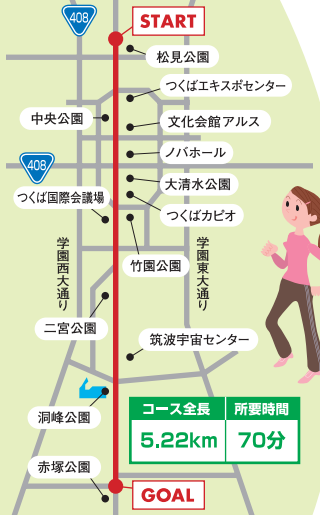 START
408
松見公園
つくばエキスポセンター
中央公園
文化会館アルス
ノバホール
408
大清水公園
つくば国際会議場
つくばカピオ
学園西大通り
学園東大通り
竹園公園
二宮公園
筑波宇宙センター
洞峰公園
コース全長 所要時間
5.22km 70分
赤塚公園
GOAL